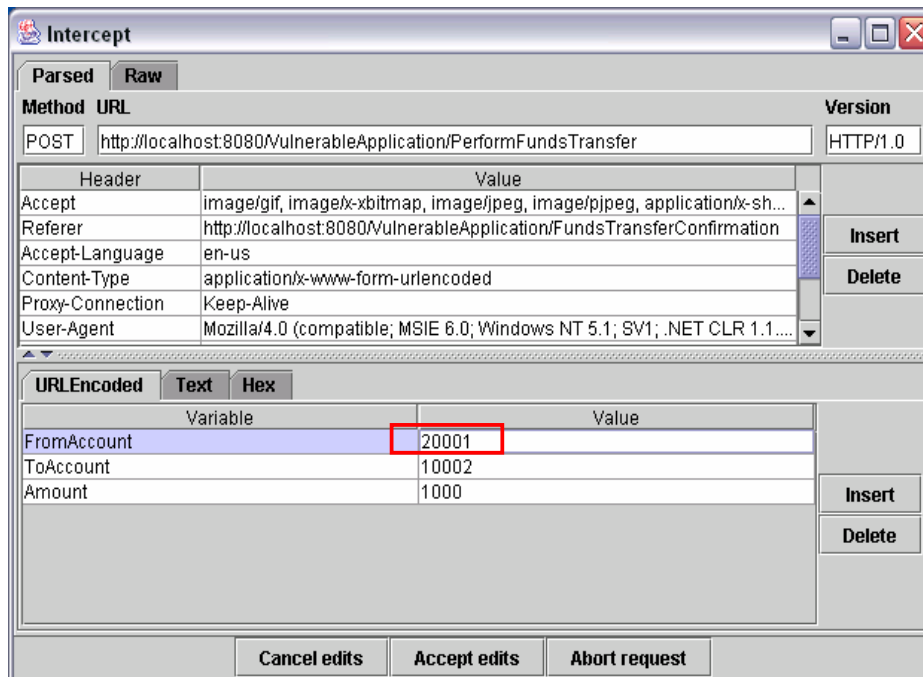 Intercept
Parsed Raw
Method URL Version
POST http://localhost:8080/VulnerableApplication/PerformFundsTransfer HTTP/1.0
Header Value
Accept image/gif, image/x-xbitmap, image/jpeg, image/pjpeg, application/x-sh...
Referer http://localhost:8080/VulnerableApplication/FundsTransferConfirmation
Insert
Accept-Language en-us
Content-Type application/x-www-form-urlencoded
Delete
Proxy-Connection Keep-Alive
User-Agent Mozilla/4.0 (compatible; MSIE 6.0; Windows NT 5.1; SV1; .NET CLR 1.1....
URLEncoded Text Hex
Variable Value
FromAccount 20001
ToAccount 10002
Amount 1000
Insert
Delete
Cancel edits Accept edits Abort request